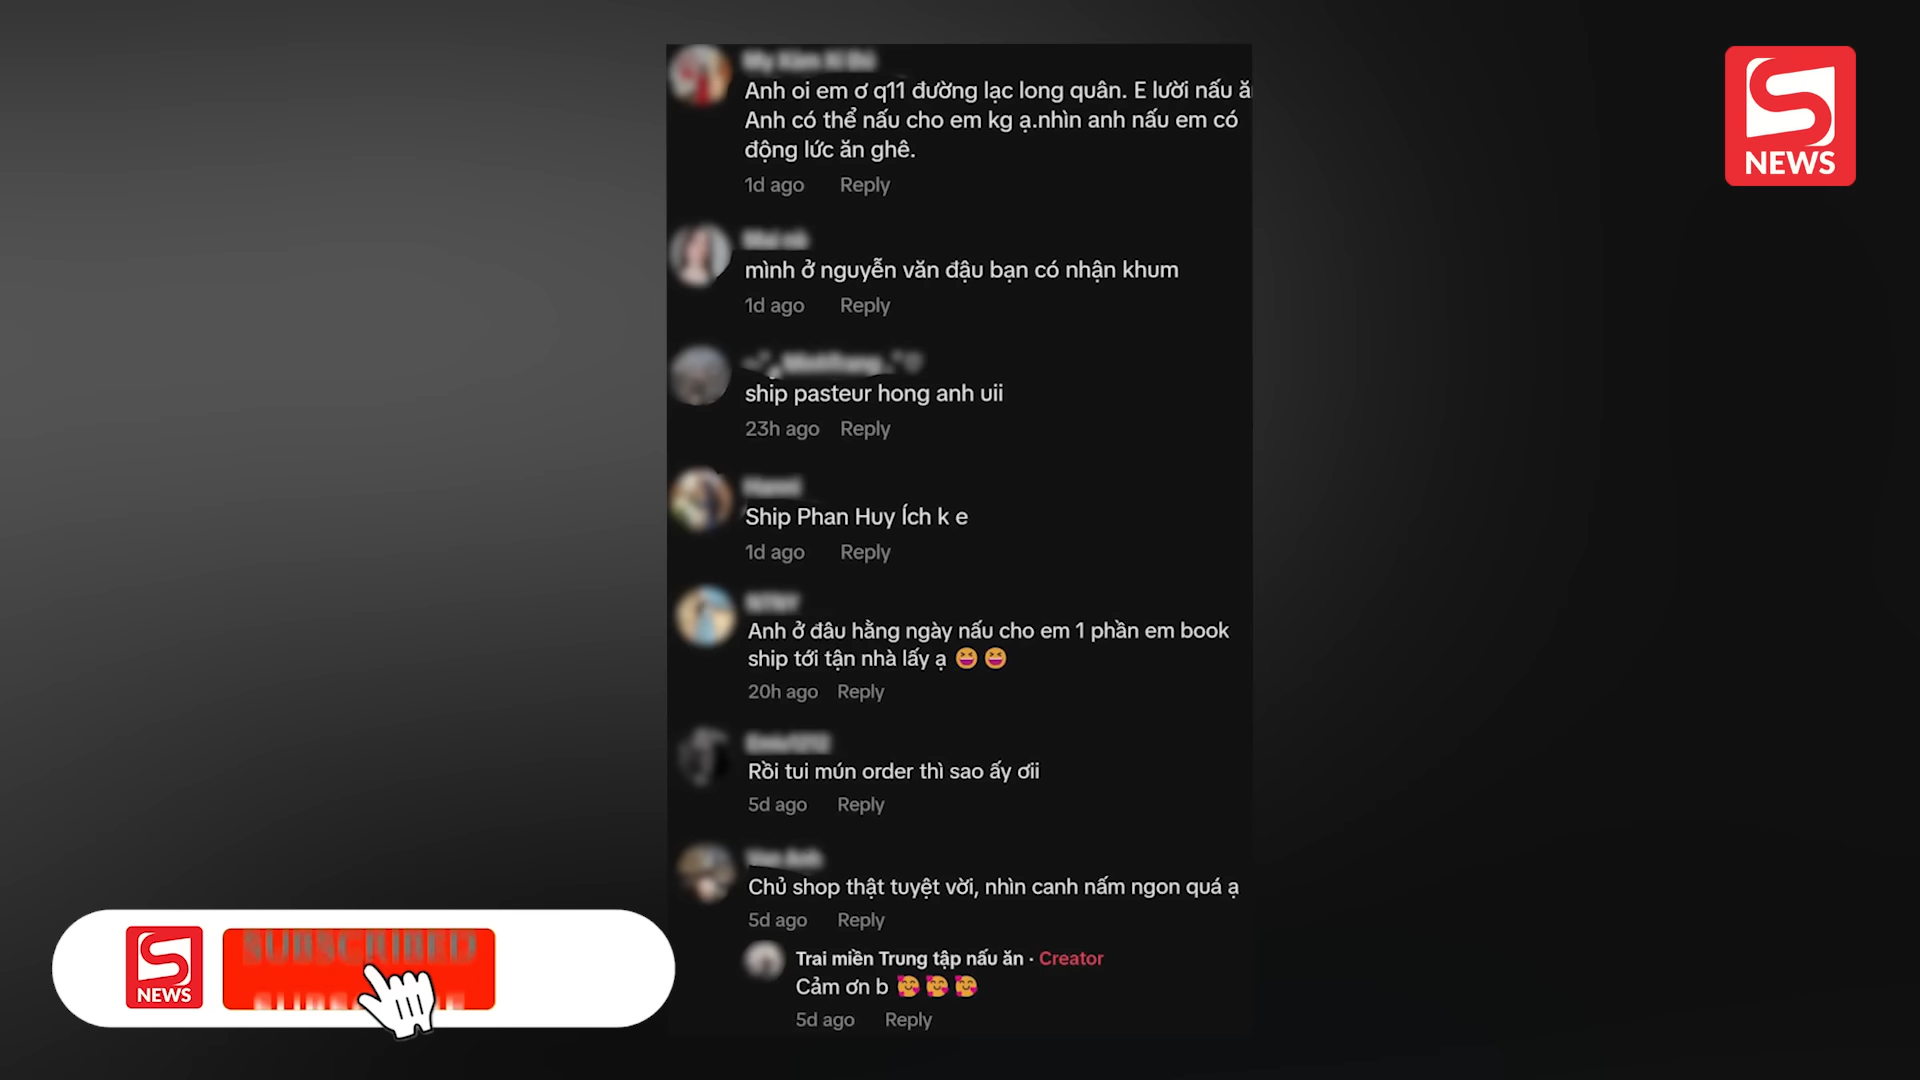 Anh oi em ơ q11 đường lạc long quân. E lười nấu
Anh có thể nấu cho em kg ạ.nhìn anh nấu em có
động lức ăn ghê.
1d ago Reply
mình ở nguyễn văn đậu bạn có nhận khum
1d ago Reply
ship pasteur hong anh uii
23h ago Reply
Ship Phan Huy Ích k e
1d ago Reply
Anh ở đâu hằng ngày nấu cho em 1 phần em book
ship tới tận nhà lấy ạ 😆😆
20h ago Reply
Rồi tui mún order thì sao ấy ơii
5d ago Reply
Chủ shop thật tuyệt vời, nhìn canh nấm ngon quá ạ
5d ago Reply
Trai miền Trung tập nấu ăn · Creator
Cảm ơn b 🥰🥰🥰
5d ago Reply
S NEWS
S NEWS
SUBSCRIBED